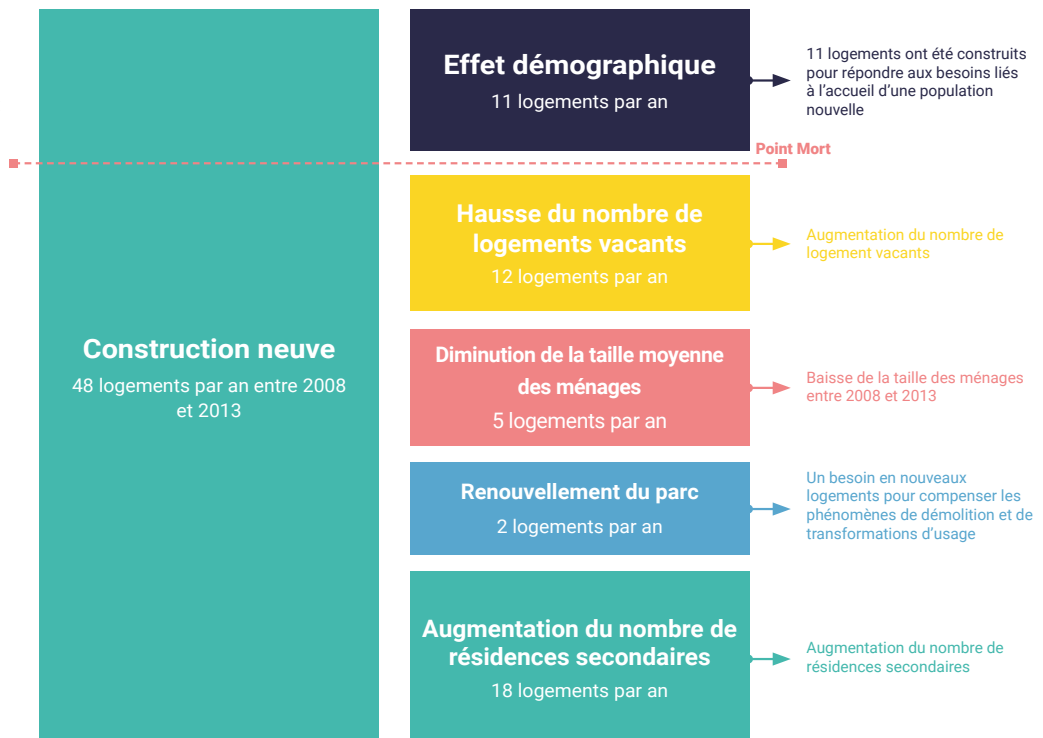 Construction neuve
48 logements par an entre 2008
et 2013
Effet démographique
11 logements par an
11 logements ont été construits
pour répondre aux besoins liés
à l'accueil d'une population
nouvelle
Point Mort
Hausse du nombre de
logements vacants
12 logements par an
Augmentation du nombre de
logement vacants
Diminution de la taille moyenne
des ménages
5 logements par an
Baisse de la taille des ménages
entre 2008 et 2013
Renouvellement du parc
2 logements par an
Un besoin en nouveaux
logements pour compenser les
phénomènes de démolition et de
transformations d'usage
Augmentation du nombre de
résidences secondaires
18 logements par an
Augmentation du nombre de
résidences secondaires